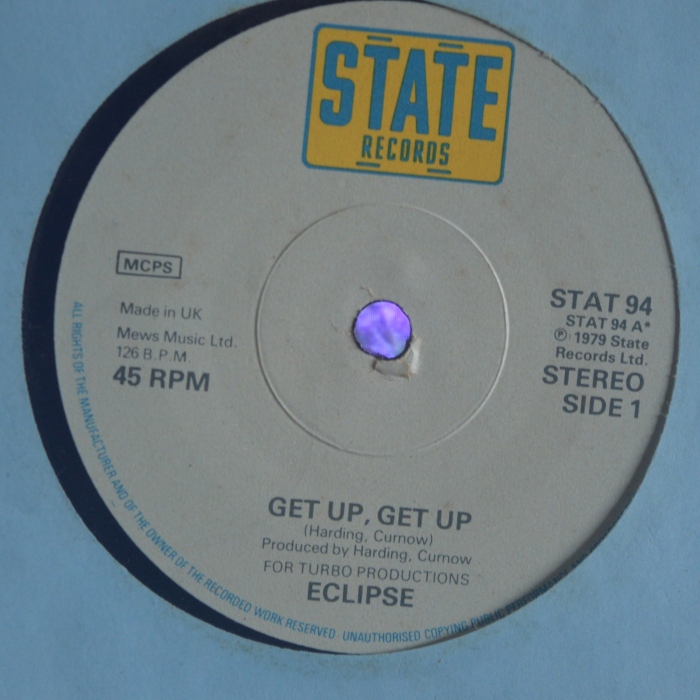 STATE
RECORDS
MCPS
Made in UK
Mews Music Ltd.
126 B.P.M.
45 RPM
STAT 94
STAT 94 A*
Ⓟ 1979 State
Records Ltd.
STEREO
SIDE 1
GET UP, GET UP
(Harding, Curnow)
Produced by Harding, Curnow
FOR TURBO PRODUCTIONS
ECLIPSE
ALL RIGHTS OF THE MANUFACTURER AND OF THE OWNER OF THE RECORDED WORK RESERVED UNAUTHORISED COPYING PUBLIC